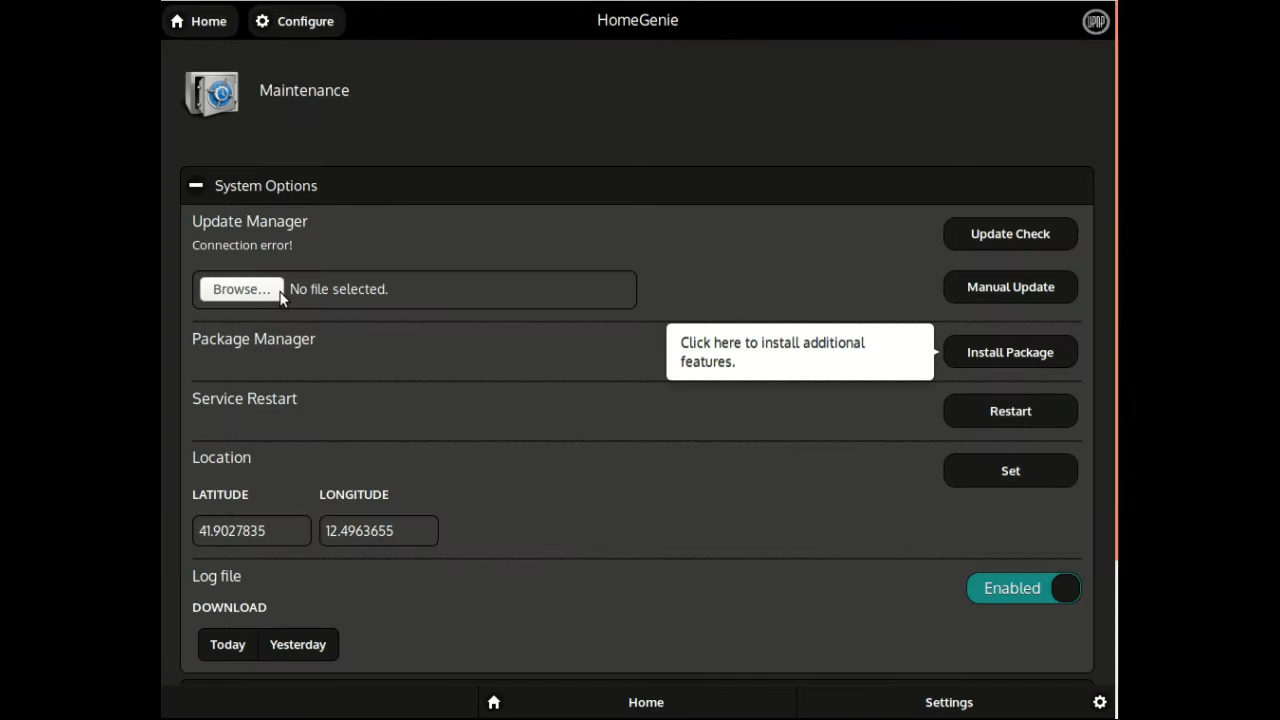 Home
Configure
HomeGenie
UPNP
Maintenance
System Options
Update Manager
Connection error!
Update Check
Browse...
No file selected.
Manual Update
Package Manager
Click here to install additional
features.
Install Package
Service Restart
Restart
Location
Set
LATITUDE
LONGITUDE
41.9027835
12.4963655
Log file
Enabled
DOWNLOAD
Today
Yesterday
Home
Settings